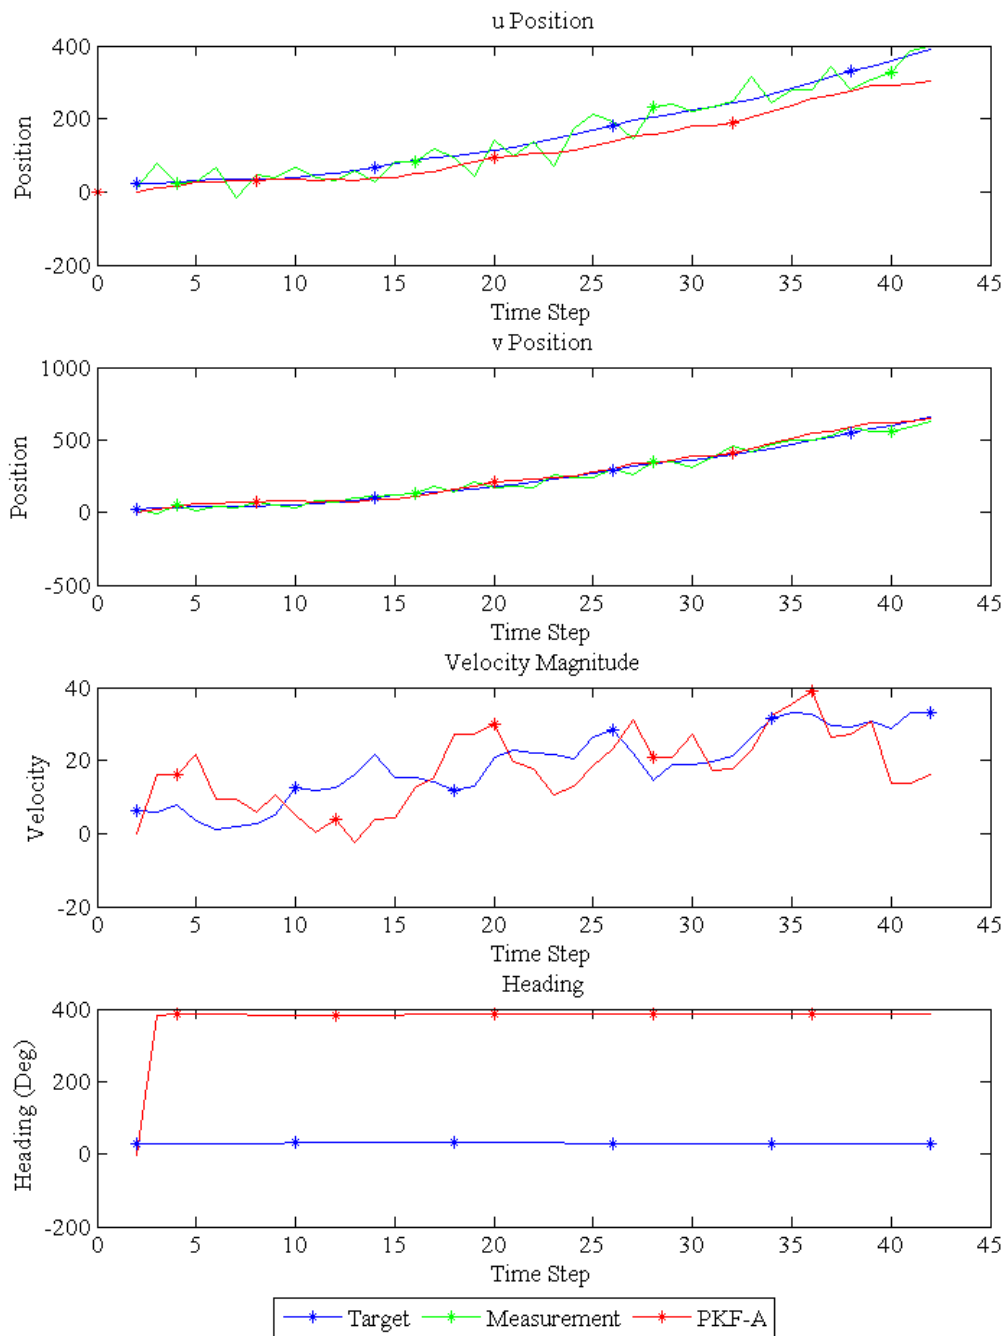 u Position
400
200
0
-200
Position
0 5 10 15 20 25 30 35 40 45
Time Step
v Position
1000
500
0
-500
Position
0 5 10 15 20 25 30 35 40 45
Time Step
Velocity Magnitude
40
20
0
-20
Velocity
0 5 10 15 20 25 30 35 40 45
Time Step
Heading
400
200
0
-200
Heading (Deg)
0 5 10 15 20 25 30 35 40 45
Time Step
Target Measurement PKF-A